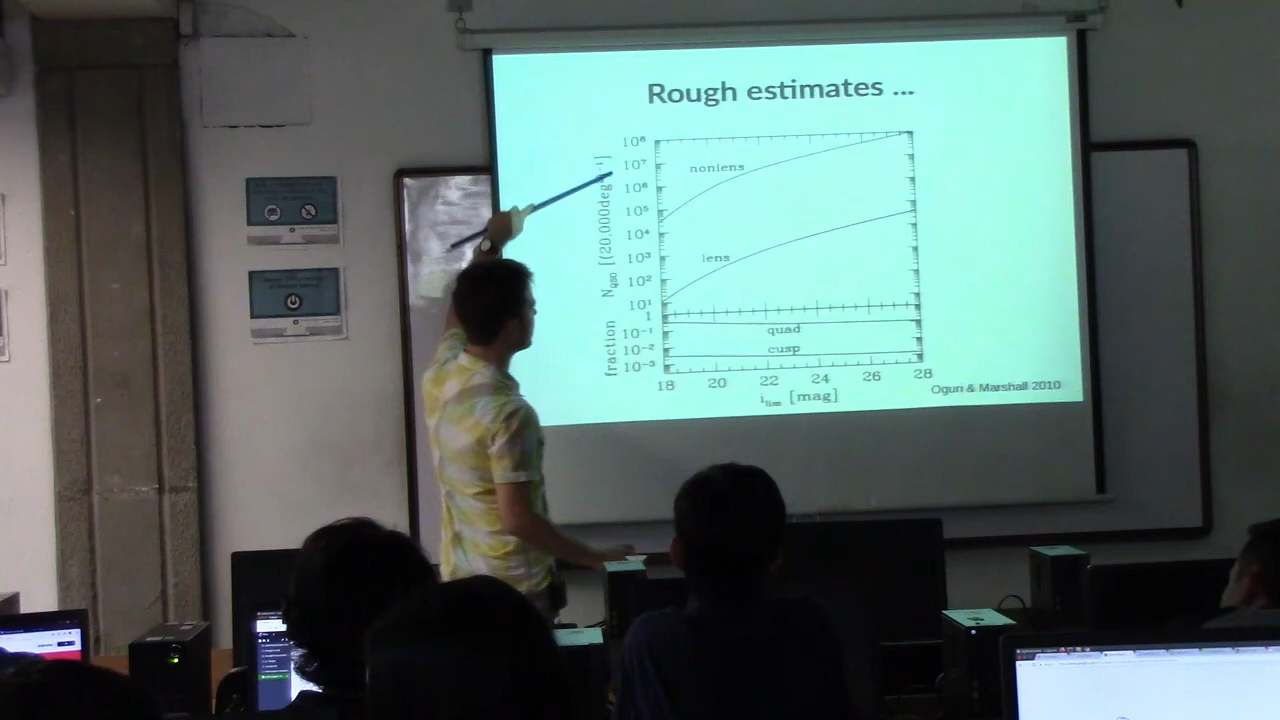 Rough estimates ...
10⁸
10⁷
10⁶
10⁵
10⁴
10³
10²
10¹
1
10⁻¹
10⁻²
10⁻³
N_QSO [(20,000deg²)⁻¹]
fraction
nonlens
lens
quad
cusp
18 20 22 24 26 28
i_lim [mag]
Oguri & Marshall 2010